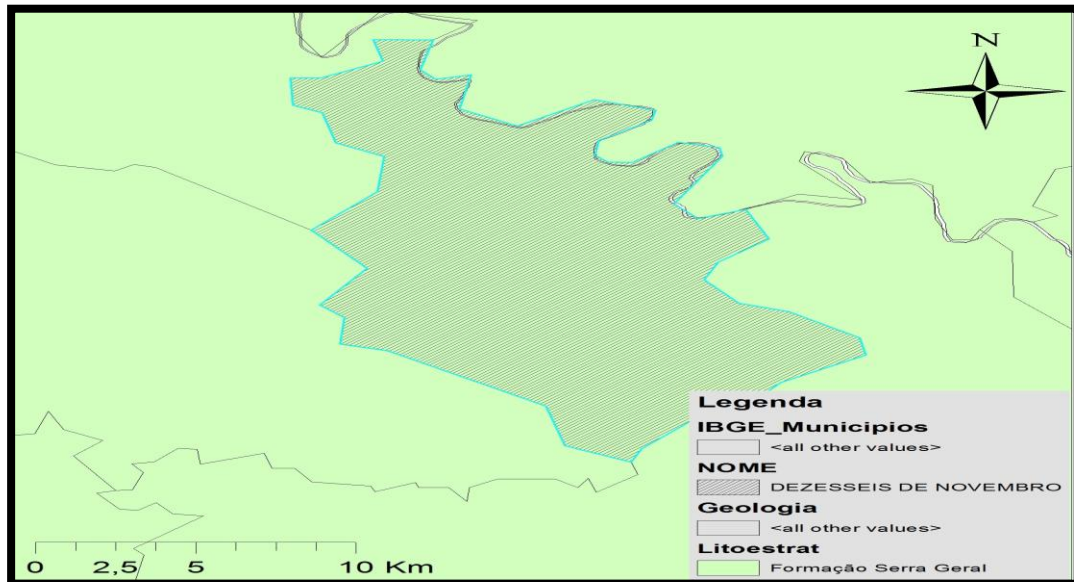 N
Legenda
IBGE_Municipios
<all other values>
NOME
DEZESSEIS DE NOVEMBRO
Geologia
<all other values>
Litoestrat
Formação Serra Geral
0 2,5 5 10 Km